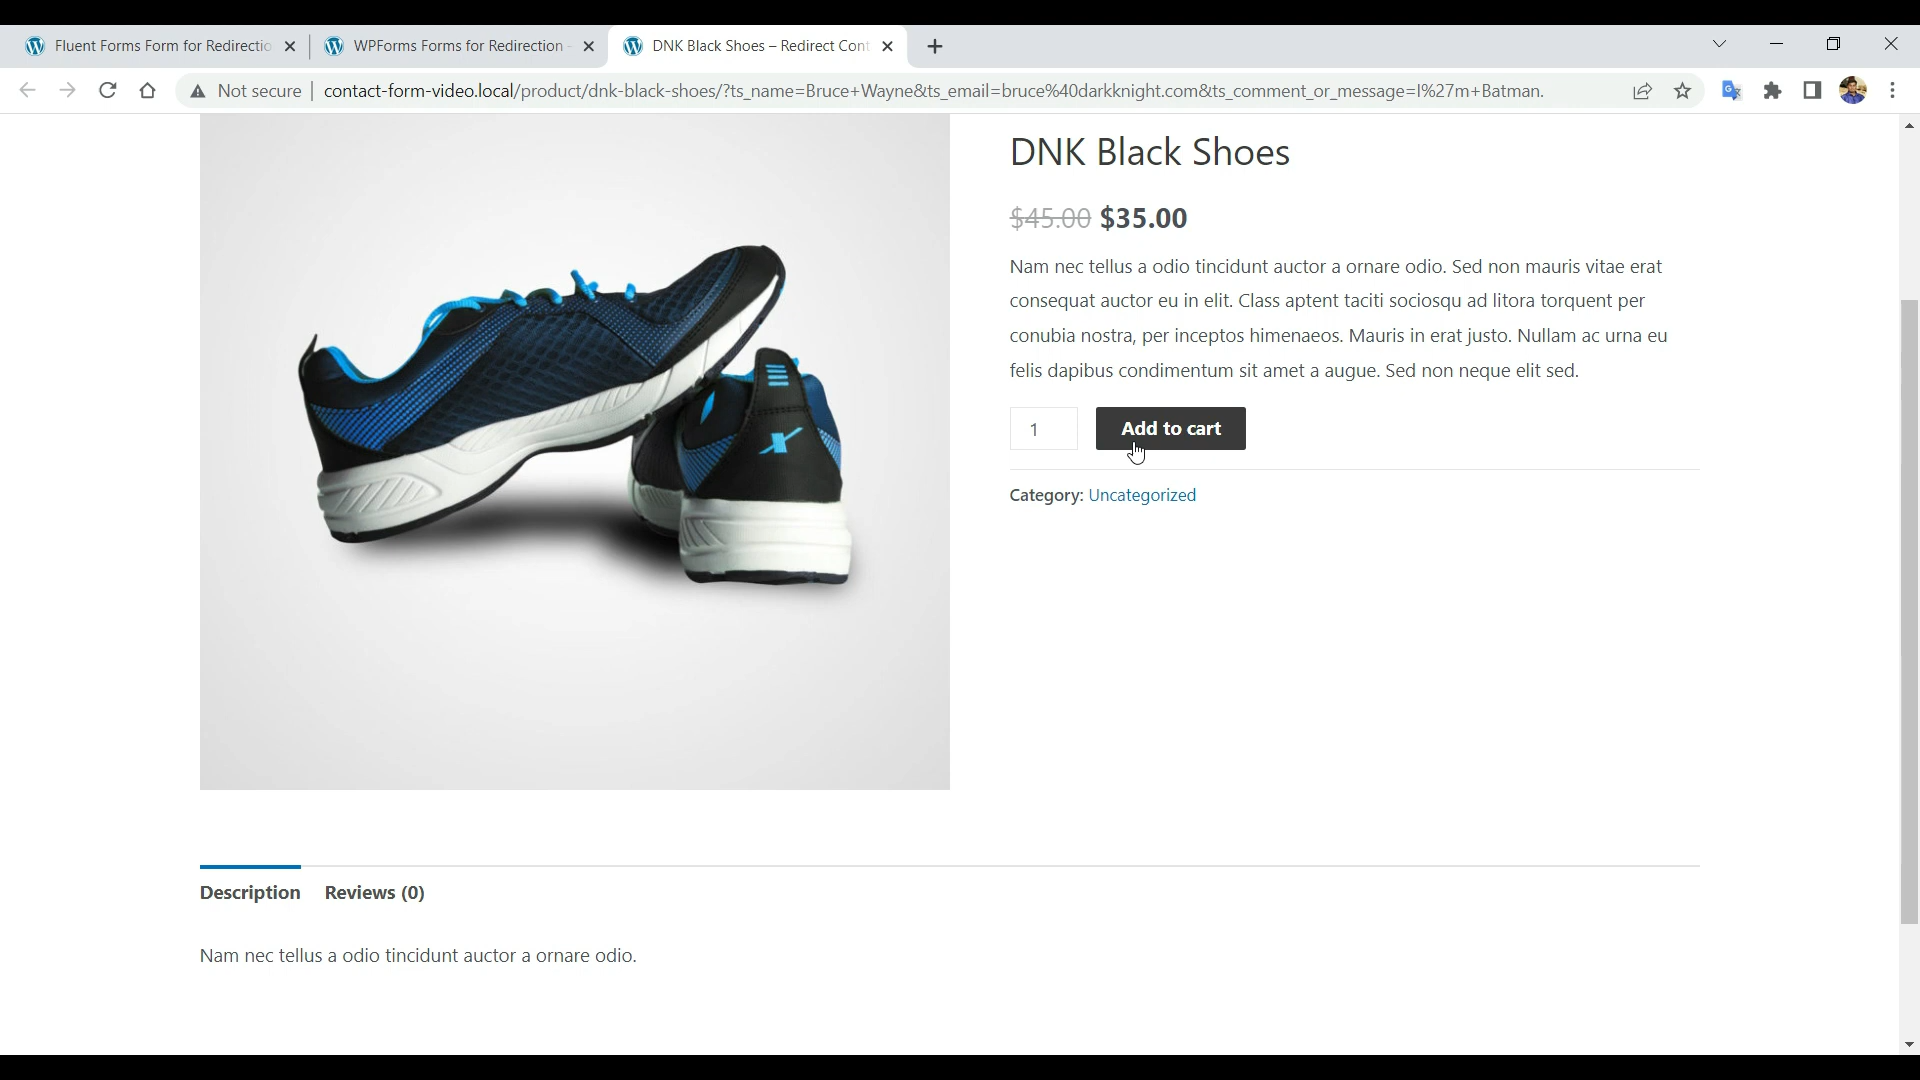 Fluent Forms Form for Redirectio
WPForms Forms for Redirection -
DNK Black Shoes – Redirect Cont
Not secure
contact-form-video.local/product/dnk-black-shoes/?ts_name=Bruce+Wayne&ts_email=bruce%40darkknight.com&ts_comment_or_message=I%27m+Batman.
DNK Black Shoes
$45.00 $35.00
Nam nec tellus a odio tincidunt auctor a ornare odio. Sed non mauris vitae erat
consequat auctor eu in elit. Class aptent taciti sociosqu ad litora torquent per
conubia nostra, per inceptos himenaeos. Mauris in erat justo. Nullam ac urna eu
felis dapibus condimentum sit amet a augue. Sed non neque elit sed.
1
Add to cart
Category: Uncategorized
Description
Reviews (0)
Nam nec tellus a odio tincidunt auctor a ornare odio.